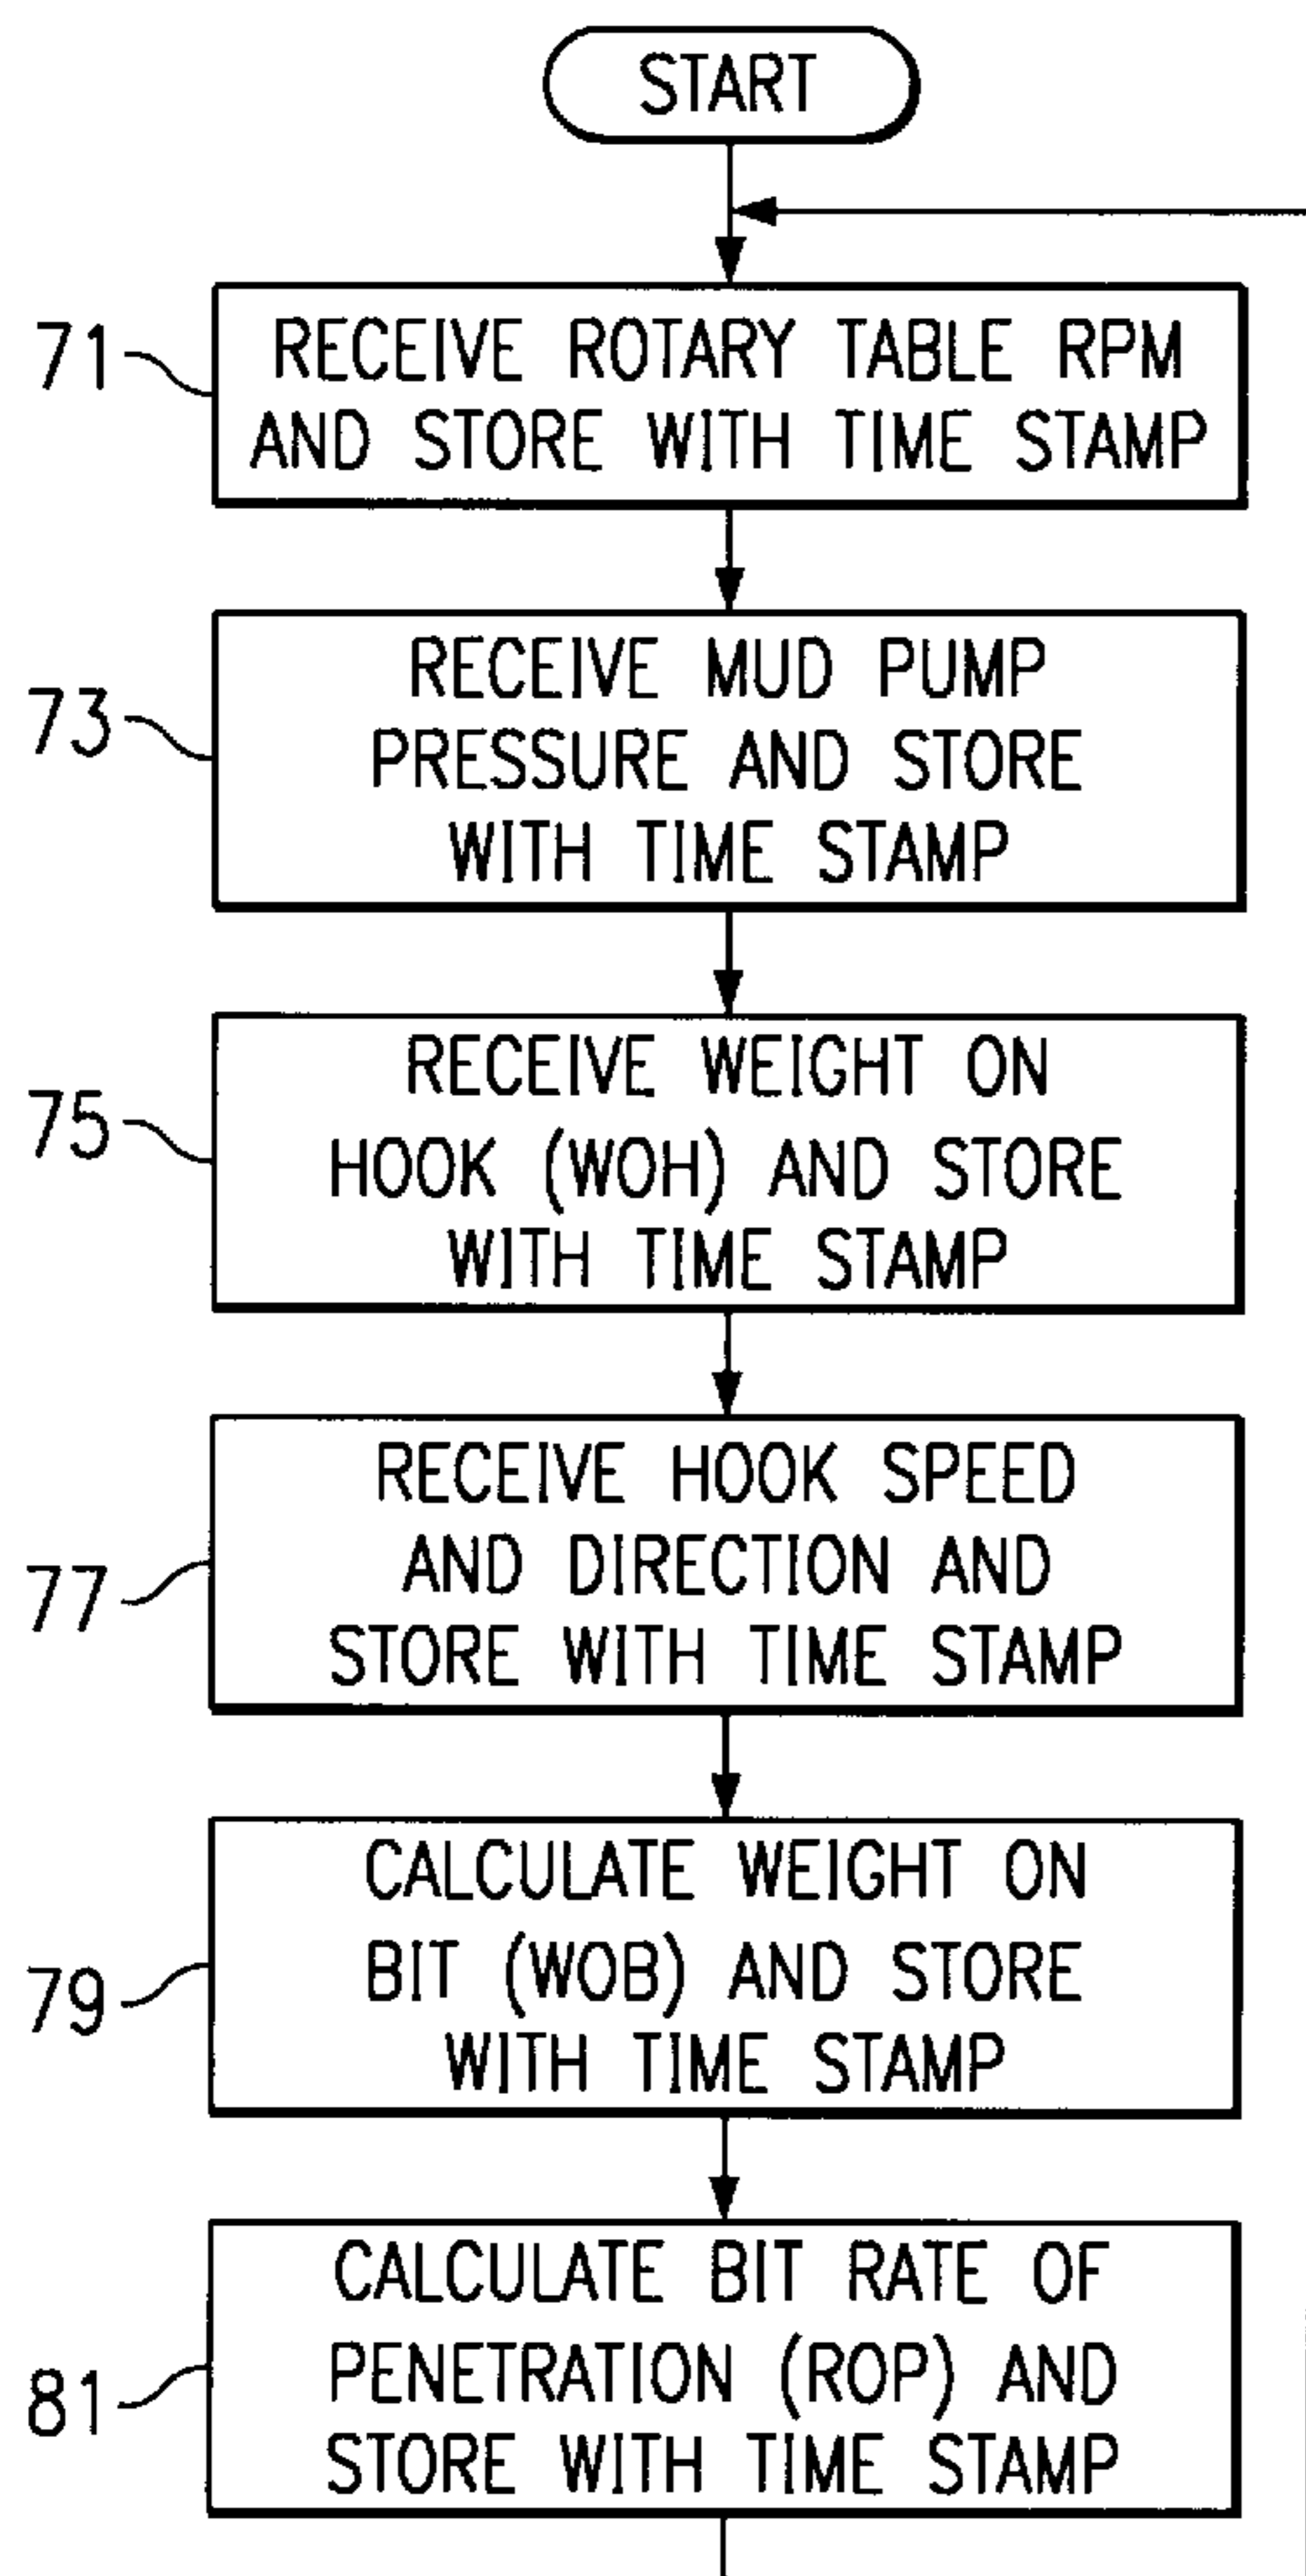 START
71
RECEIVE ROTARY TABLE RPM
AND STORE WITH TIME STAMP
73
RECEIVE MUD PUMP
PRESSURE AND STORE
WITH TIME STAMP
75
RECEIVE WEIGHT ON
HOOK (WOH) AND STORE
WITH TIME STAMP
77
RECEIVE HOOK SPEED
AND DIRECTION AND
STORE WITH TIME STAMP
79
CALCULATE WEIGHT ON
BIT (WOB) AND STORE
WITH TIME STAMP
81
CALCULATE BIT RATE OF
PENETRATION (ROP) AND
STORE WITH TIME STAMP